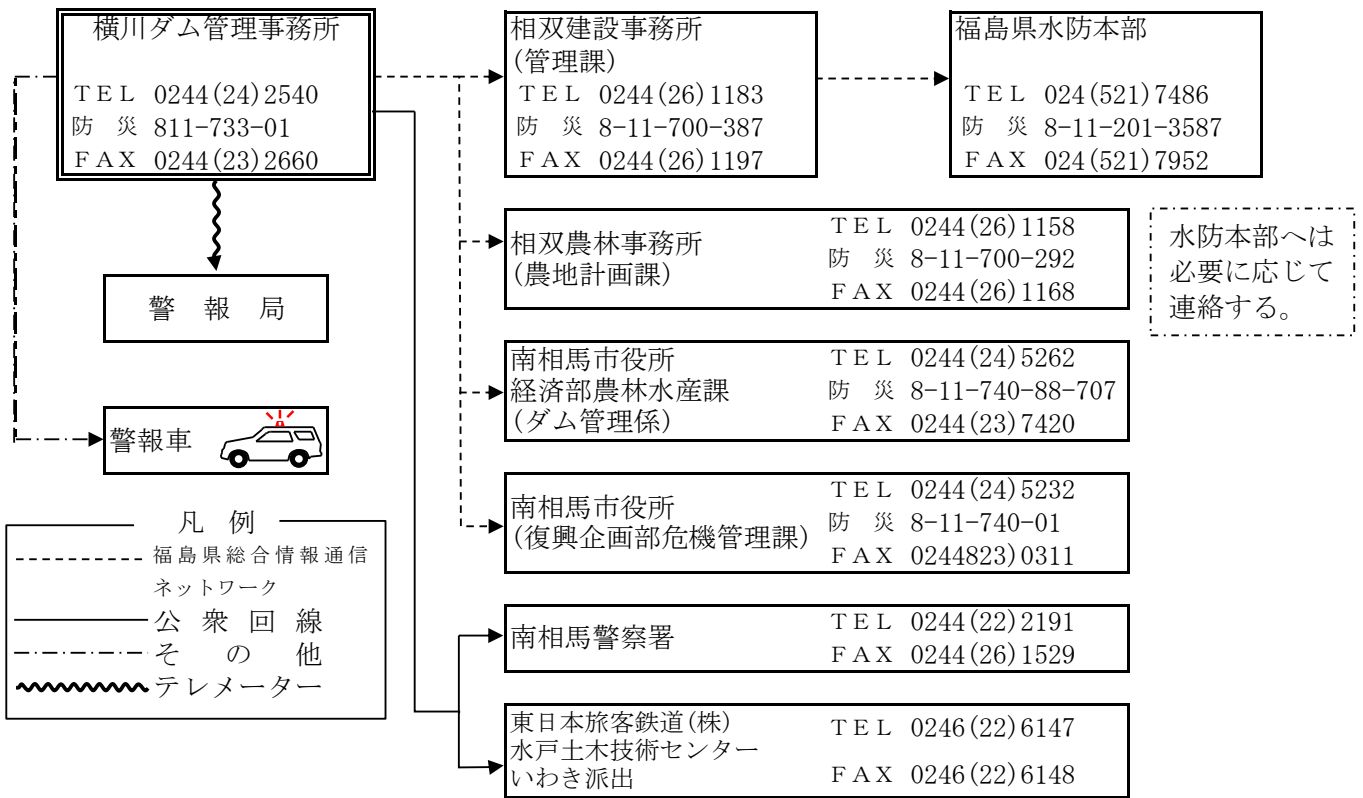 横川ダム管理事務所
TEL 0244(24)2540
防 災 811-733-01
FAX 0244(23)2660
相双建設事務所
(管理課)
TEL 0244(26)1183
防 災 8-11-700-387
FAX 0244(26)1197
福島県水防本部
TEL 024(521)7486
防 災 8-11-201-3587
FAX 024(521)7952
警 報 局
警報車
相双農林事務所
(農地計画課)
TEL 0244(26)1158
防 災 8-11-700-292
FAX 0244(26)1168
水防本部へは
必要に応じて
連絡する。
南相馬市役所
経済部農林水産課
(ダム管理係)
TEL 0244(24)5262
防 災 8-11-740-88-707
FAX 0244(23)7420
南相馬市役所
(復興企画部危機管理課)
TEL 0244(24)5232
防 災 8-11-740-01
FAX 0244823)0311
南相馬警察署
TEL 0244(22)2191
FAX 0244(26)1529
東日本旅客鉄道(株)
水戸土木技術センター
いわき派出
TEL 0246(22)6147
FAX 0246(22)6148
凡 例
福島県総合情報通信
ネットワーク
公 衆 回 線
そ の 他
テレメーター